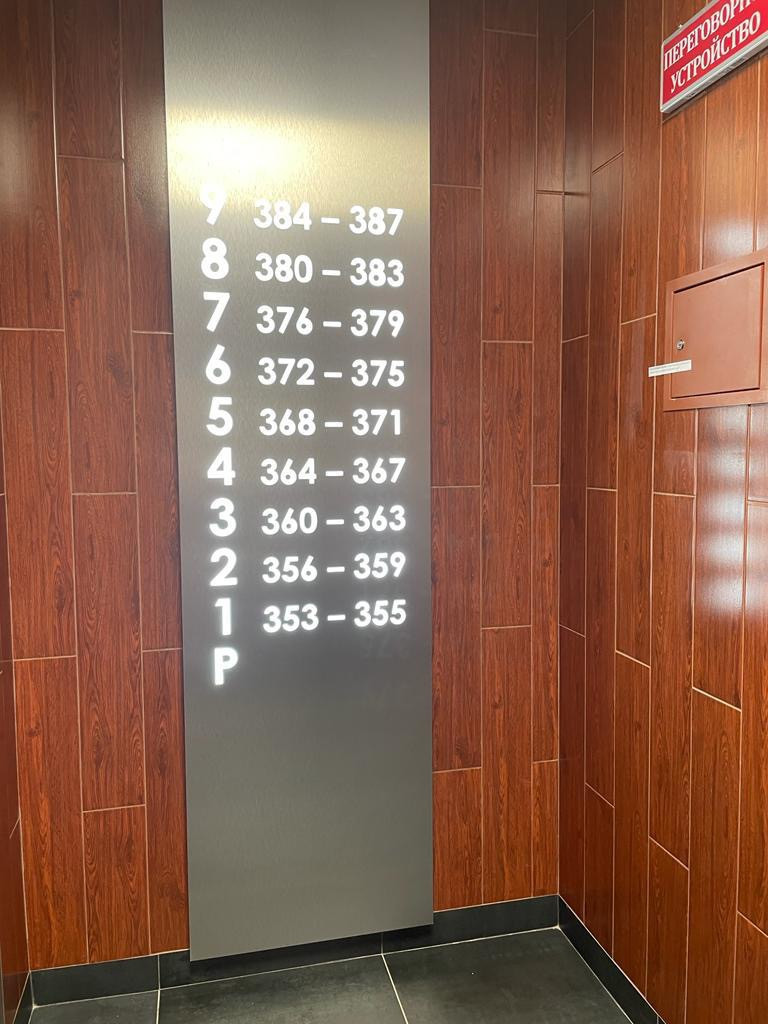 ПЕРЕГОВОРН
УСТРОЙСТВО
9 384 – 387
8 380 – 383
7 376 – 379
6 372 – 375
5 368 – 371
4 364 – 367
3 360 – 363
2 356 – 359
1 353 – 355
P